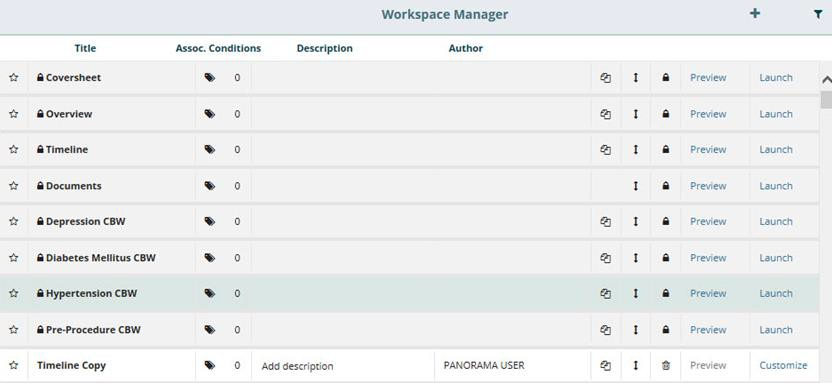 Workspace Manager
Title Assoc. Conditions Description Author
Coversheet 0 Preview Launch
Overview 0 Preview Launch
Timeline 0 Preview Launch
Documents 0 Preview Launch
Depression CBW 0 Preview Launch
Diabetes Mellitus CBW 0 Preview Launch
Hypertension CBW 0 Preview Launch
Pre-Procedure CBW 0 Preview Launch
Timeline Copy 0 Add description PANORAMA USER Preview Customize